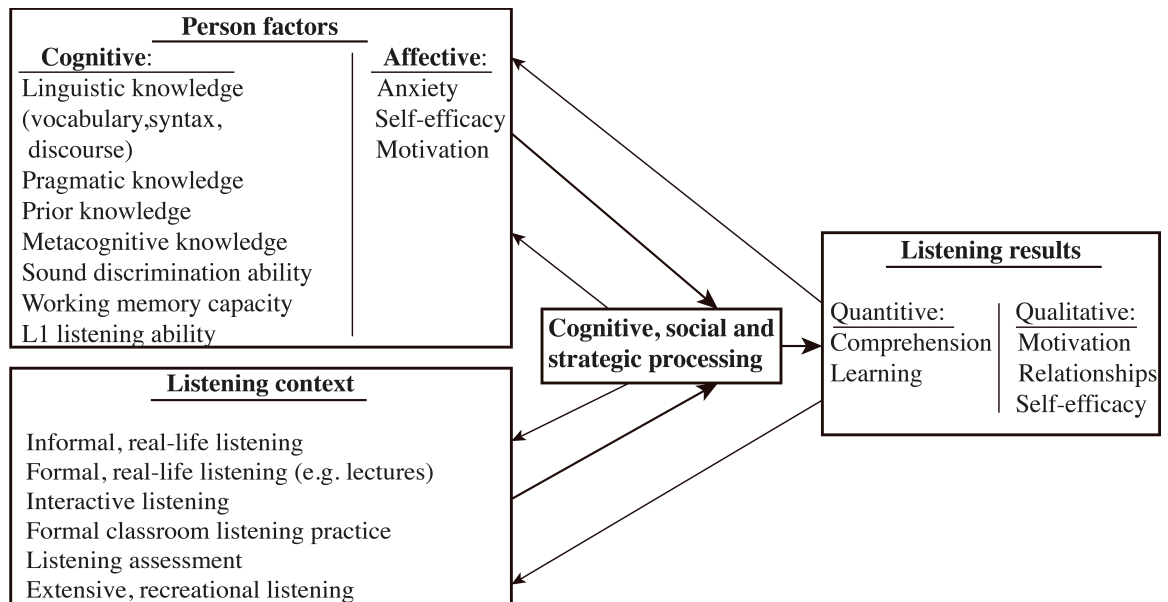 Person factors
Cognitive:
Linguistic knowledge
(vocabulary,syntax,
discourse)
Pragmatic knowledge
Prior knowledge
Metacognitive knowledge
Sound discrimination ability
Working memory capacity
L1 listening ability
Affective:
Anxiety
Self-efficacy
Motivation
Listening context
Informal, real-life listening
Formal, real-life listening (e.g. lectures)
Interactive listening
Formal classroom listening practice
Listening assessment
Extensive, recreational listening
Cognitive, social and
strategic processing
Listening results
Quantitive:
Comprehension
Learning
Qualitative:
Motivation
Relationships
Self-efficacy